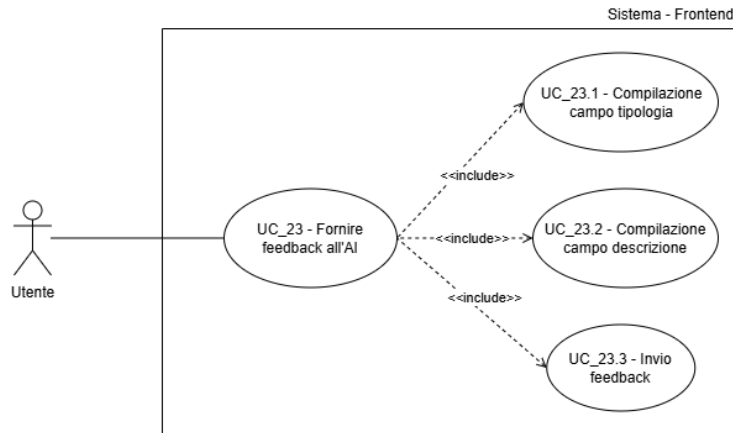 Sistema - Frontend
UC_23.1 - Compilazione
campo tipologia
<<include>>
UC_23 - Fornire
feedback all'AI
<<include>>
UC_23.2 - Compilazione
campo descrizione
Utente
<<include>>
UC_23.3 - Invio
feedback